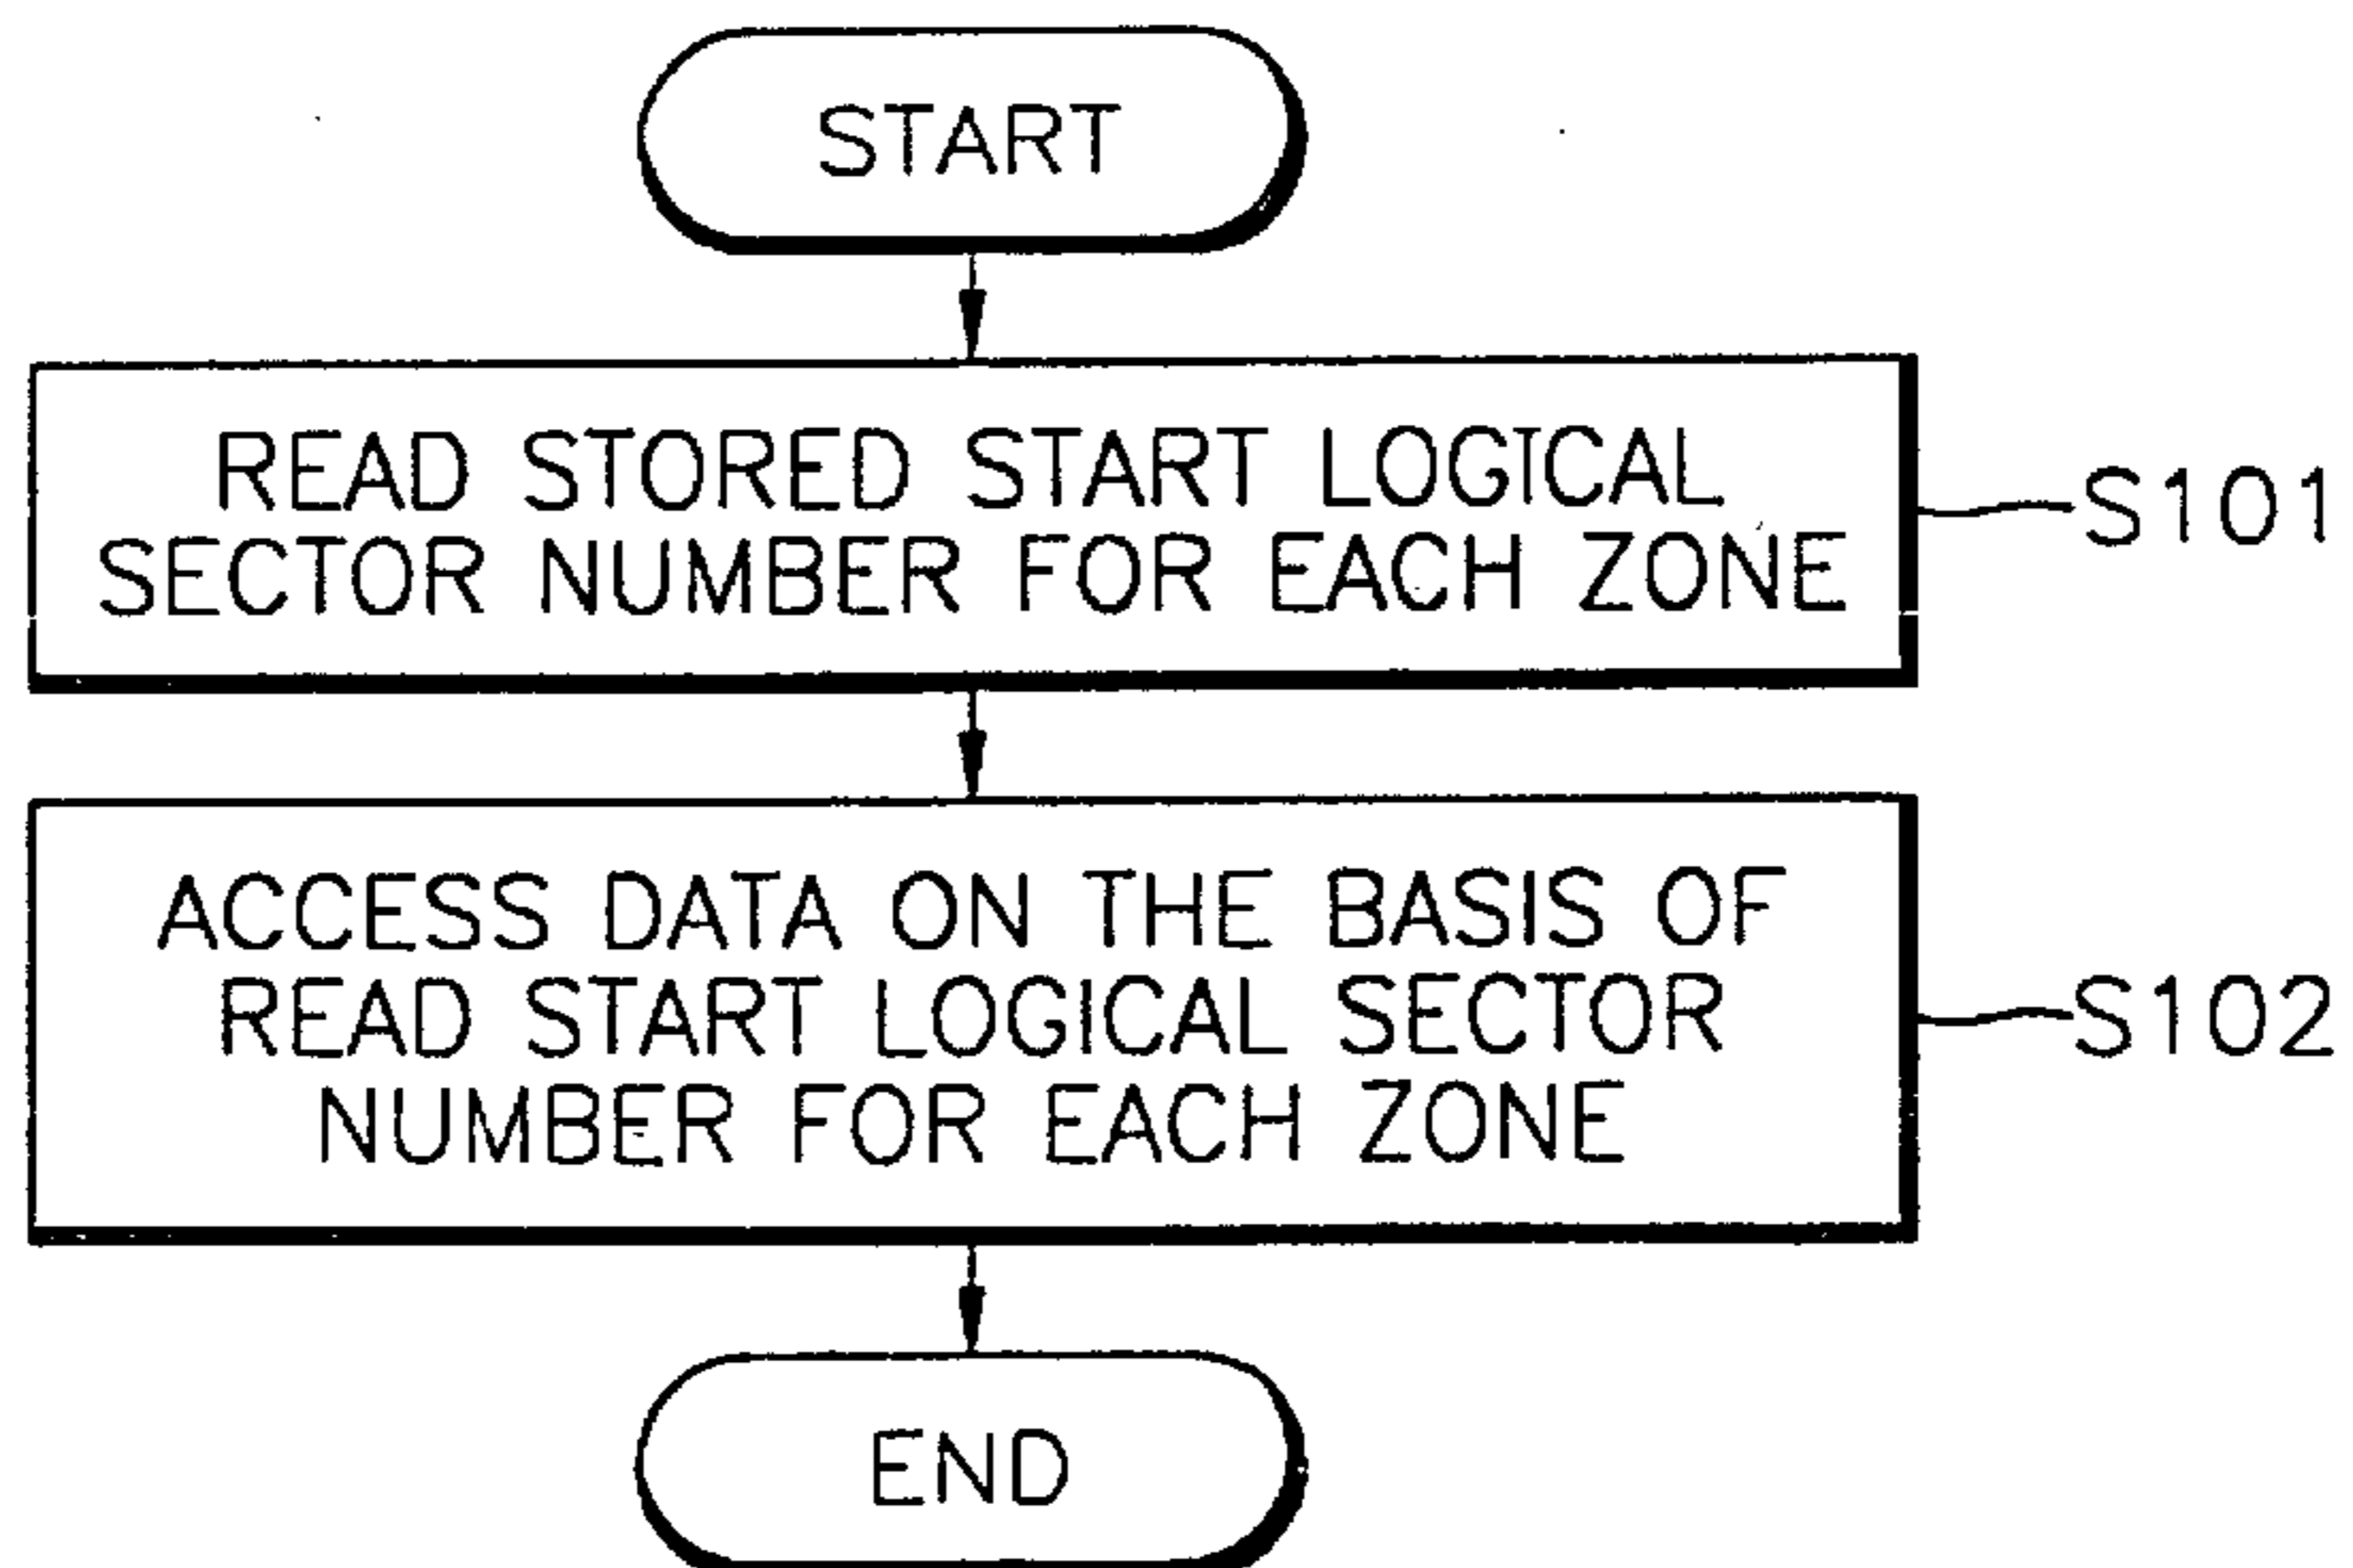 START
READ STORED START LOGICAL
SECTOR NUMBER FOR EACH ZONE
S101
ACCESS DATA ON THE BASIS OF
READ START LOGICAL SECTOR
NUMBER FOR EACH ZONE
S102
END